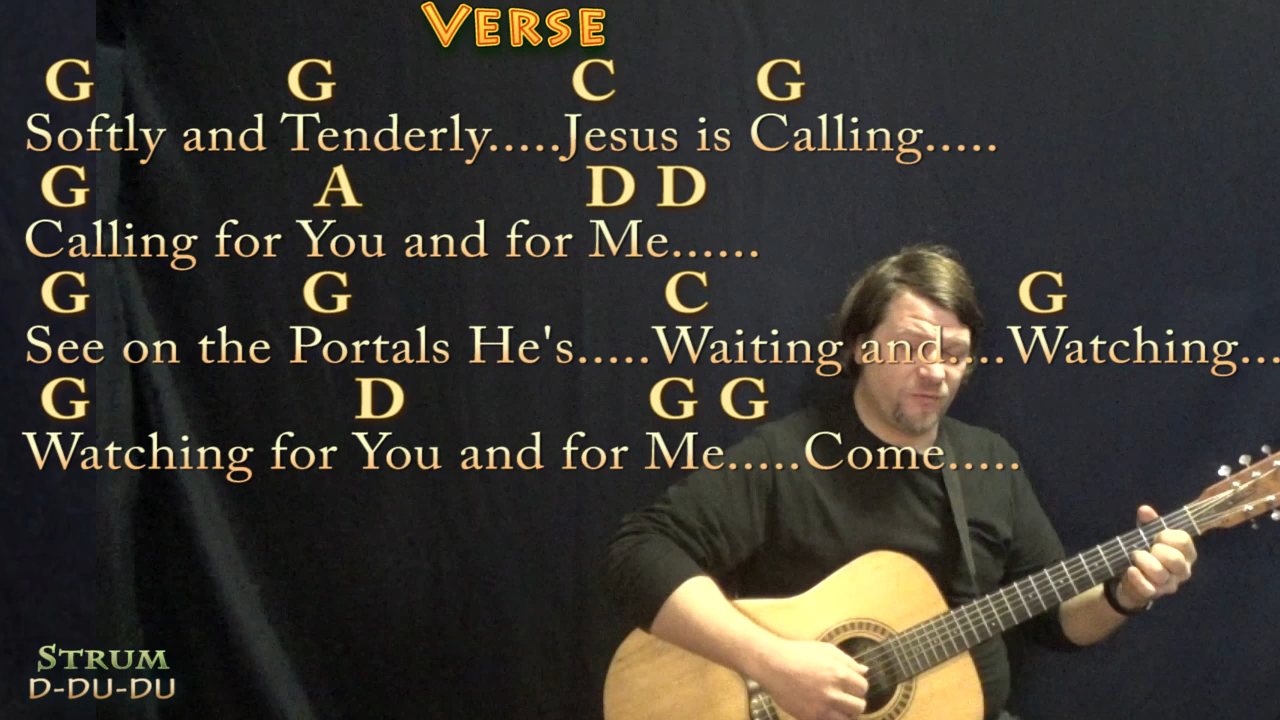 VERSE
G G C G
Softly and Tenderly.....Jesus is Calling.....
G A D D
Calling for You and for Me......
G G C G
See on the Portals He's.....Waiting and....Watching...
G D G G
Watching for You and for Me.....Come.....
STRUM
D-DU-DU